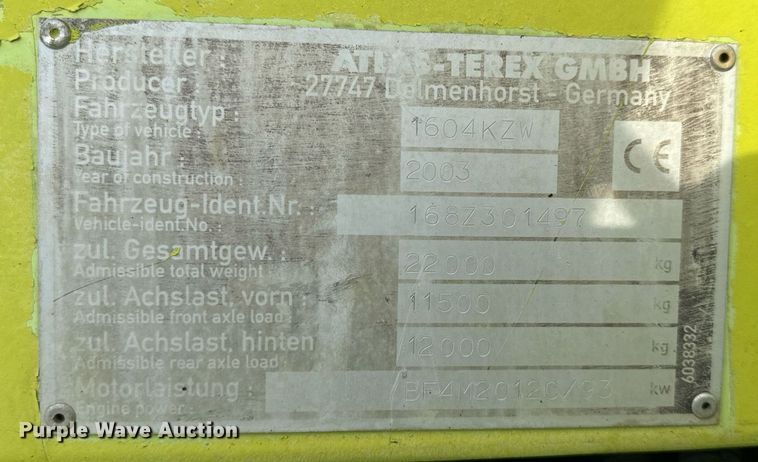 Hersteller :
Producer :
ATLAS-TEREX GMBH
27747 Delmenhorst - Germany
Fahrzeugtyp
Type of vehicle :
1604KZW
Baujahr :
Year of construction :
2003
CE
Fahrzeug-Ident.Nr. :
Vehicle-ident.No. :
168Z301497
zul. Gesamtgew. :
Admissible total weight :
22000 kg
zul. Achslast, vorn :
Admissible front axle load :
11500 kg
zul. Achslast, hinten
Admissible rear axle load :
12000 kg
Motorleistung :
Engine power :
BF4M2012C/93 kw
6038332
Purple Wave Auction